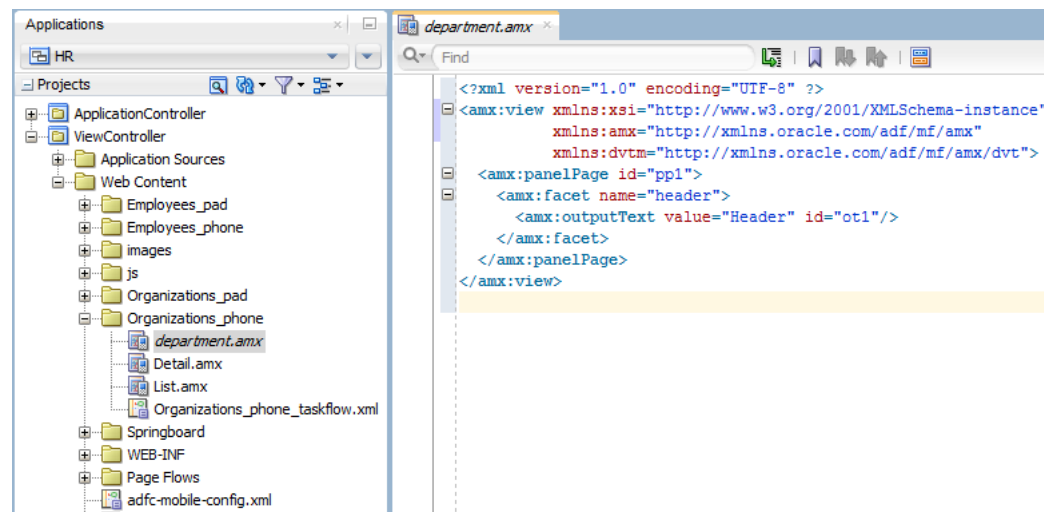 Applications
HR
Projects
ApplicationController
ViewController
Application Sources
Web Content
Employees_pad
Employees_phone
images
js
Organizations_pad
Organizations_phone
department.amx
Detail.amx
List.amx
Organizations_phone_taskflow.xml
Springboard
WEB-INF
Page Flows
adfc-mobile-config.xml
department.amx
Find
<?xml version="1.0" encoding="UTF-8" ?>
<amx:view xmlns:xsi="http://www.w3.org/2001/XMLSchema-instance"
xmlns:amx="http://xmlns.oracle.com/adf/mf/amx"
xmlns:dvtm="http://xmlns.oracle.com/adf/mf/amx/dvt">
<amx:panelPage id="pp1">
<amx:facet name="header">
<amx:outputText value="Header" id="ot1"/>
</amx:facet>
</amx:panelPage>
</amx:view>